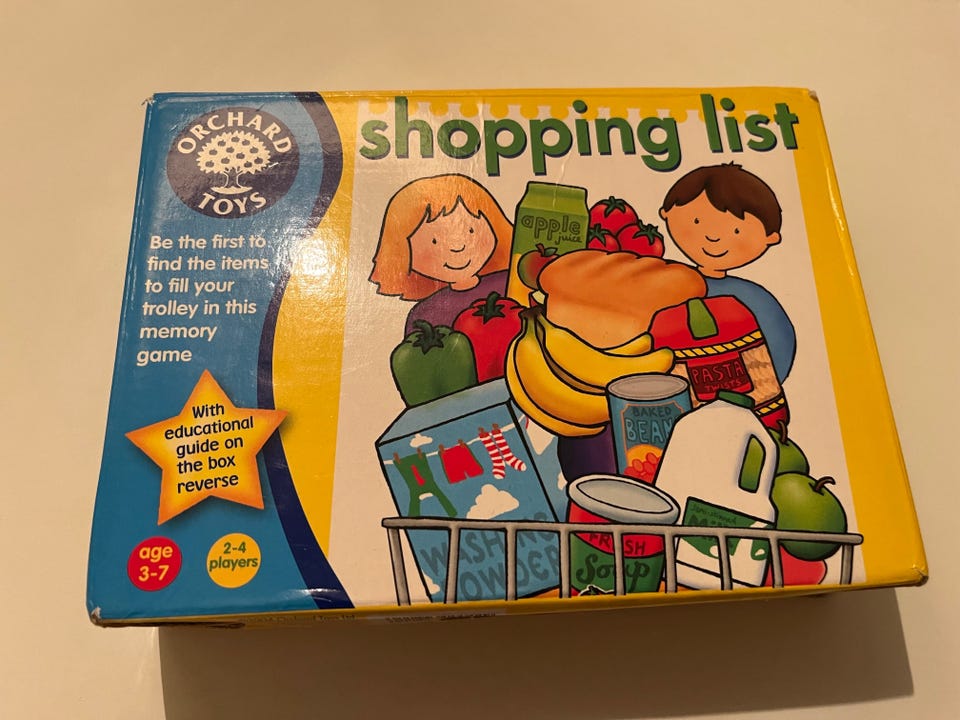 ORCHARD
TOYS
shopping list
Be the first to
find the items
to fill your
trolley in this
memory
game
With
educational
guide on
the box
reverse
age
3-7
2-4
players
apple
juice
PASTA
TWISTS
BAKED
BEAN
WASHING
POWDER
FRESH
Soup